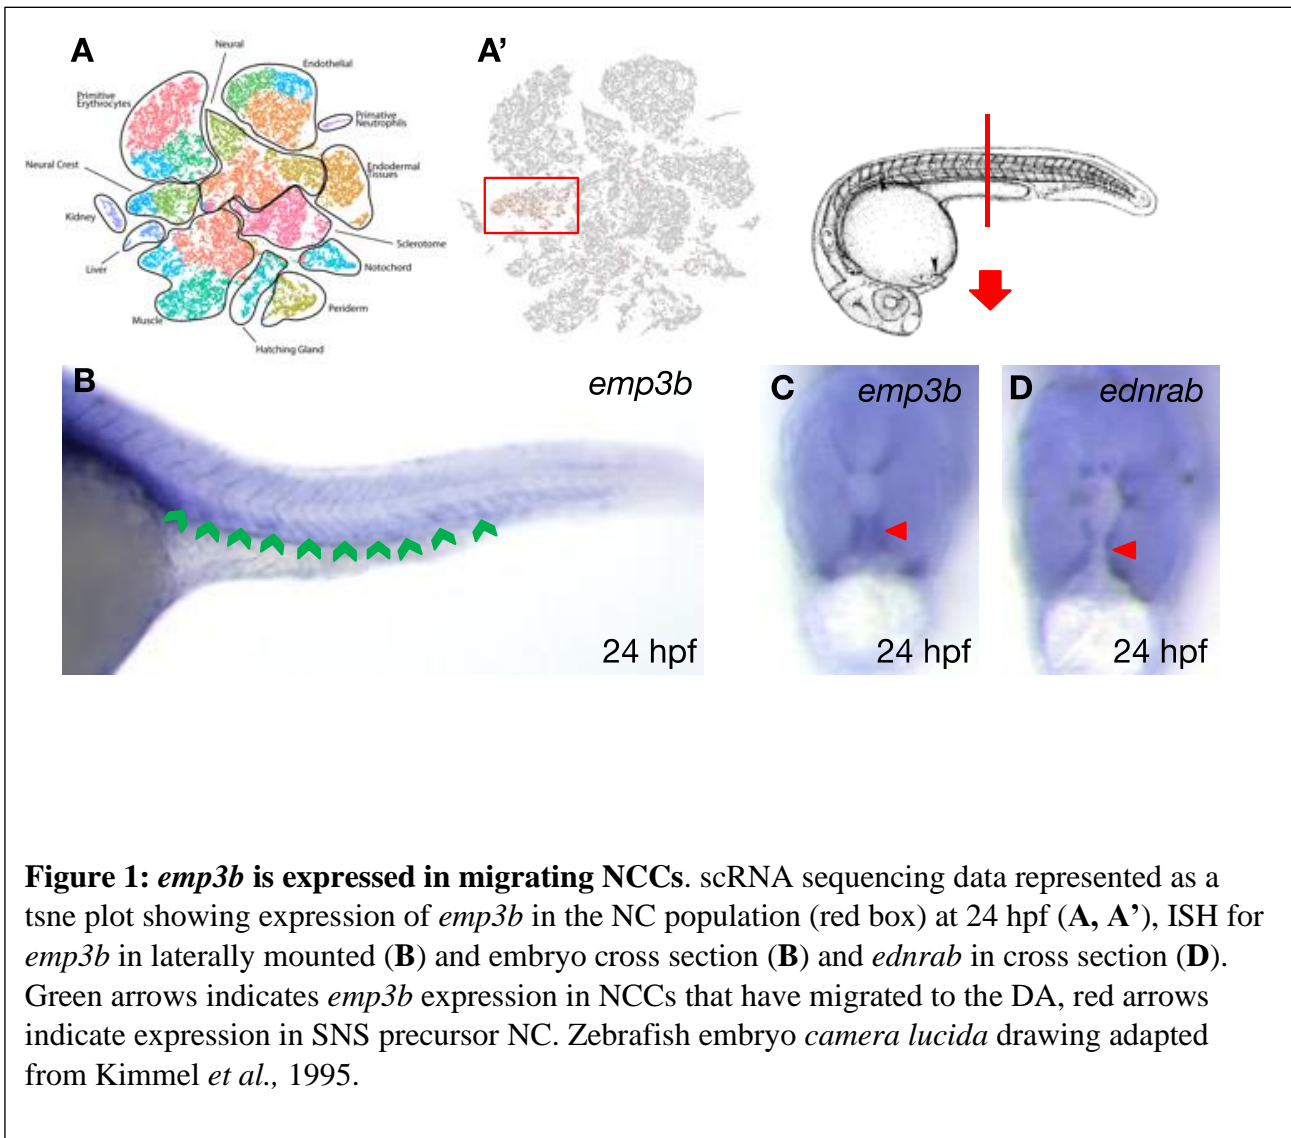 A
Neural
Endothelial
Primitive
Erythrocytes
Primative
Neutrophils
Neural Crest
Endodermal
Tissues
Kidney
Sclerotome
Liver
Notochord
Muscle
Periderm
Hatching Gland
A’
B
emp3b
24 hpf
C
emp3b
24 hpf
D
ednrab
24 hpf
Figure 1: emp3b is expressed in migrating NCCs. scRNA sequencing data represented as a
tsne plot showing expression of emp3b in the NC population (red box) at 24 hpf (A, A’), ISH for
emp3b in laterally mounted (B) and embryo cross section (B) and ednrab in cross section (D).
Green arrows indicates emp3b expression in NCCs that have migrated to the DA, red arrows
indicate expression in SNS precursor NC. Zebrafish embryo camera lucida drawing adapted
from Kimmel et al., 1995.